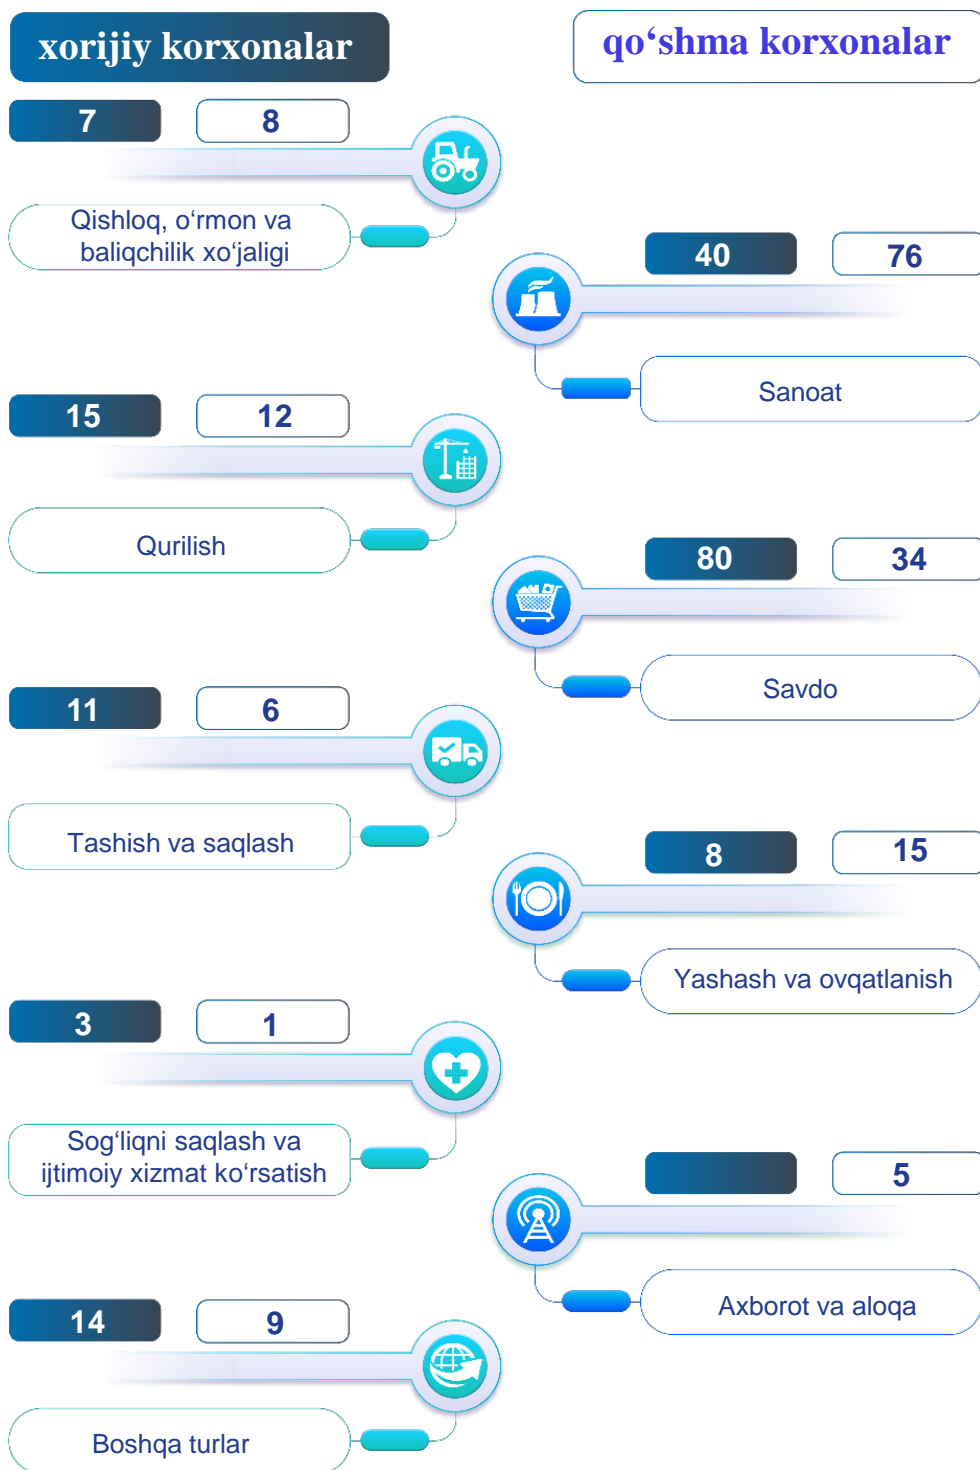 xorijiy korxonalar
qo‘shma korxonalar
7
8
Qishloq, o‘rmon va
baliqchilik xo‘jaligi
40
76
Sanoat
15
12
Qurilish
80
34
Savdo
11
6
Tashish va saqlash
8
15
Yashash va ovqatlanish
3
1
Sog‘liqni saqlash va
ijtimoiy xizmat ko‘rsatish
5
Axborot va aloqa
14
9
Boshqa turlar